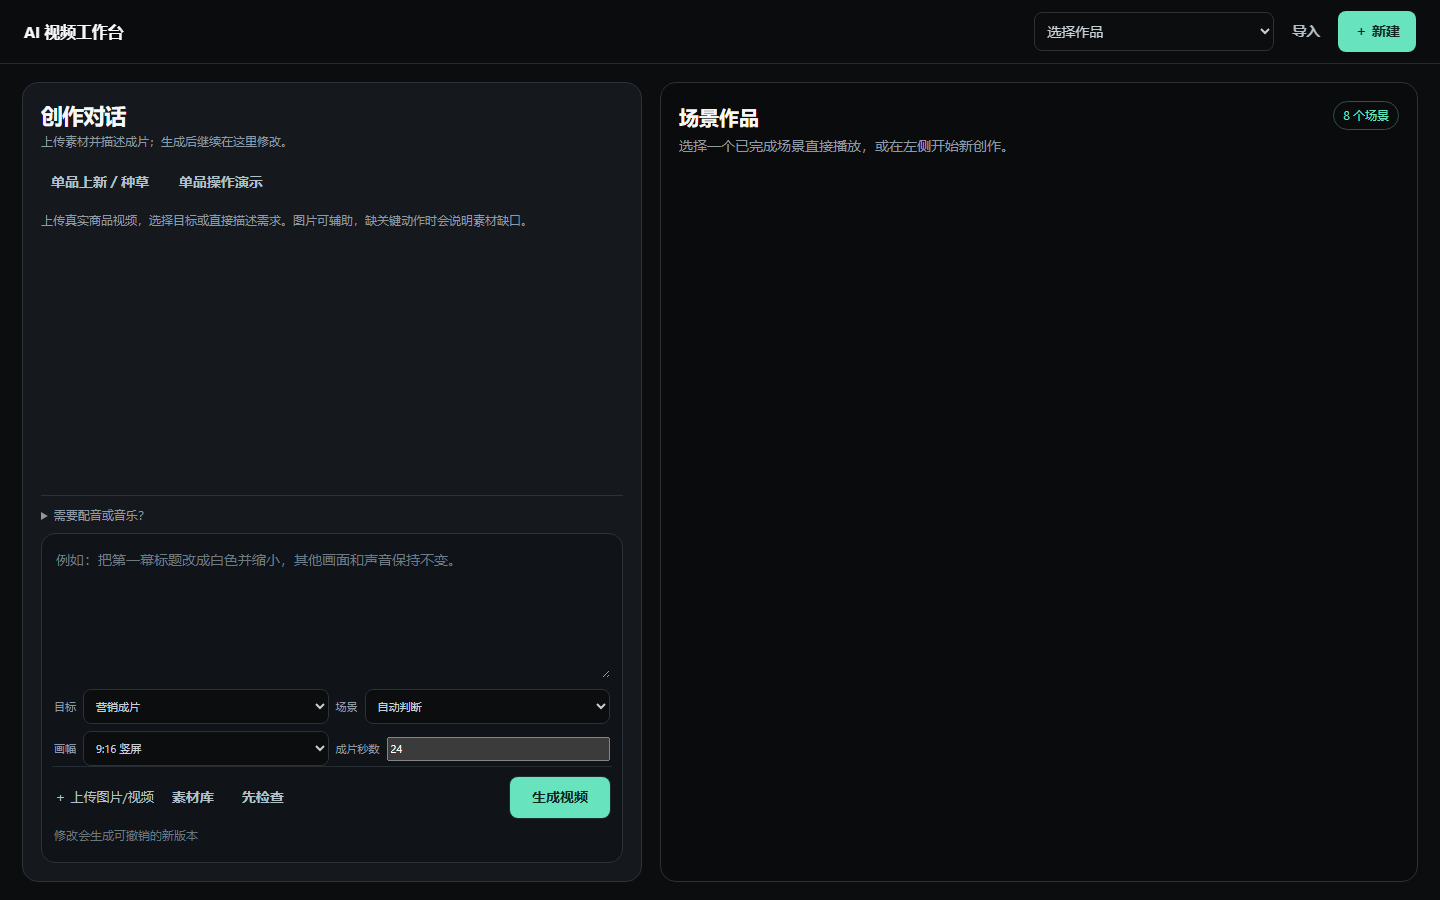 AI 视频工作台
选择作品
导入
+ 新建
创作对话
上传素材并描述成片；生成后继续在这里修改。
单品上新 / 种草
单品操作演示
上传真实商品视频，选择目标或直接描述需求。图片可辅助，缺关键动作时会说明素材缺口。
需要配音或音乐？
例如：把第一幕标题改成白色并缩小，其他画面和声音保持不变。
目标 营销成片 场景 自动判断
画幅 9:16 竖屏 成片秒数 24
+ 上传图片/视频 素材库 先检查 生成视频
修改会生成可撤销的新版本
场景作品
8 个场景
选择一个已完成场景直接播放，或在左侧开始新创作。